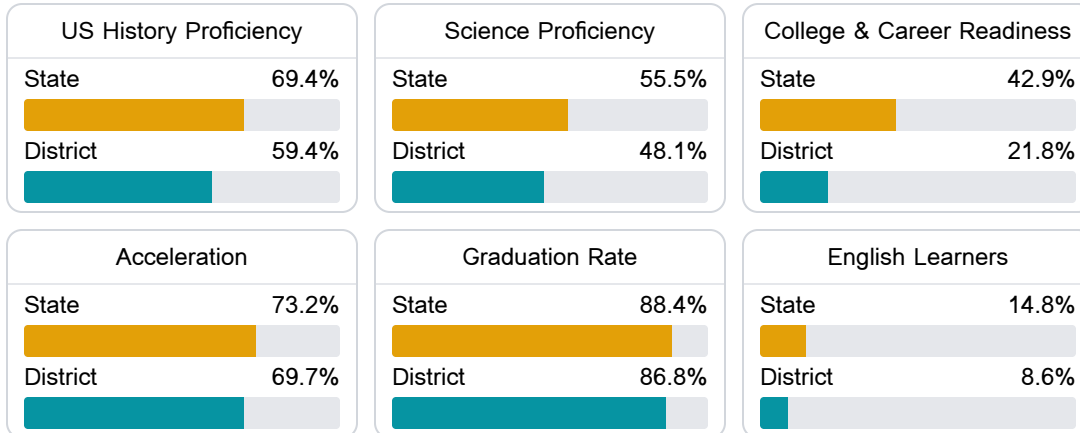 US History Proficiency
State 69.4%
District 59.4%
Science Proficiency
State 55.5%
District 48.1%
College & Career Readiness
State 42.9%
District 21.8%
Acceleration
State 73.2%
District 69.7%
Graduation Rate
State 88.4%
District 86.8%
English Learners
State 14.8%
District 8.6%